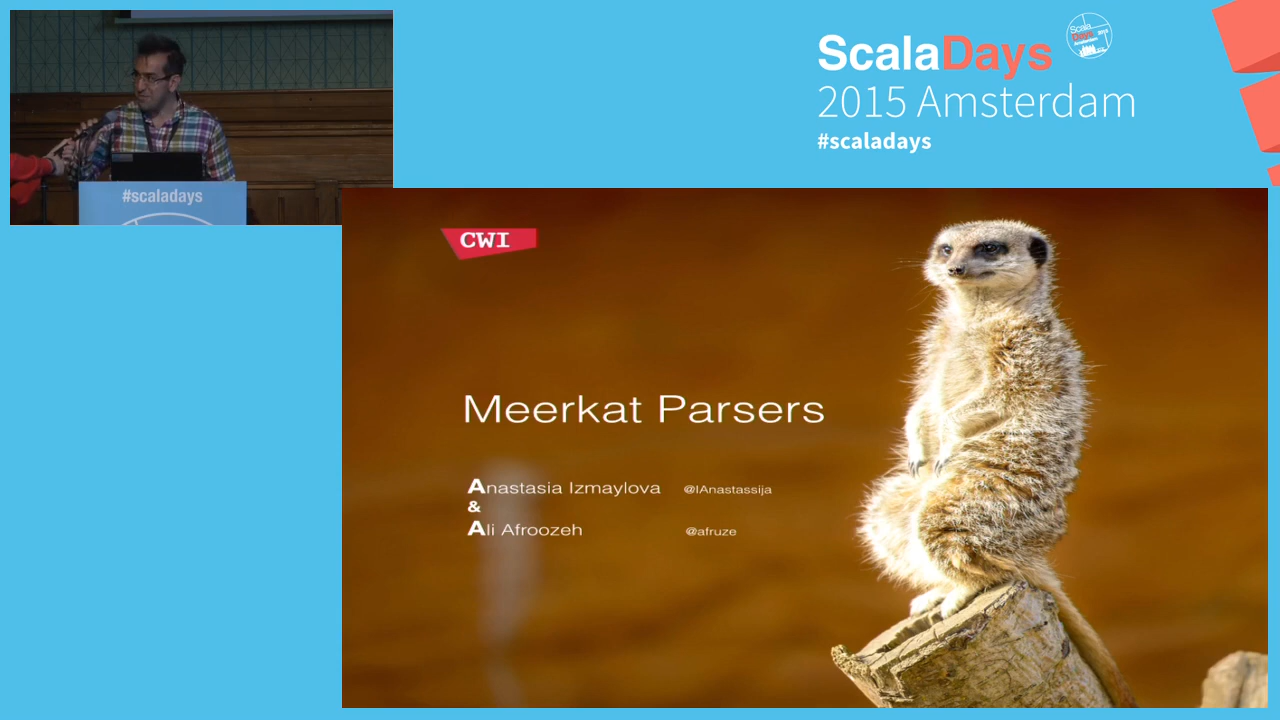 ScalaDays
2015 Amsterdam
#scaladays
#scaladays
CWI
Meerkat Parsers
Anastasia Izmaylova @IAnastassija
&
Ali Afroozeh @afruze